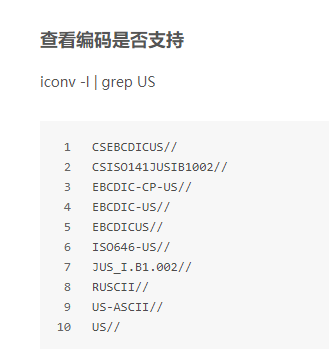 查看编码是否支持
iconv -l | grep US
1 CSEBCDICUS//
2 CSISO141JUSIB1002//
3 EBCDIC-CP-US//
4 EBCDIC-US//
5 EBCDICUS//
6 ISO646-US//
7 JUS_I.B1.002//
8 RUSCII//
9 US-ASCII//
10 US//